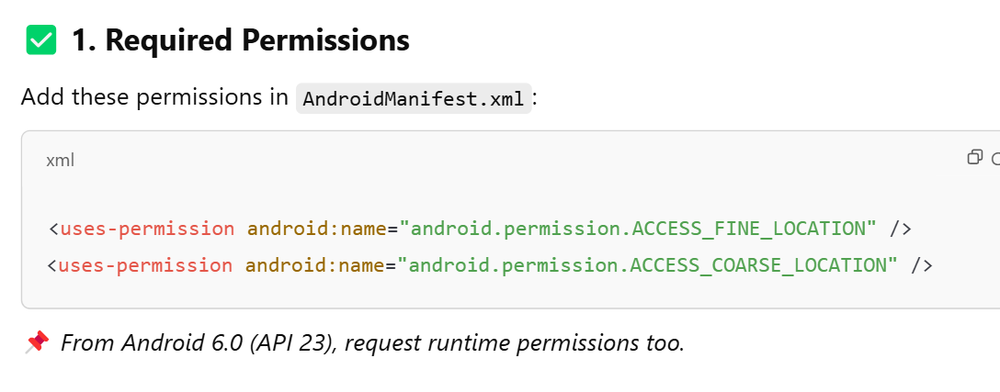 ✅ 1. Required Permissions
Add these permissions in AndroidManifest.xml:
xml
<uses-permission android:name="android.permission.ACCESS_FINE_LOCATION" />
<uses-permission android:name="android.permission.ACCESS_COARSE_LOCATION" />
📌 From Android 6.0 (API 23), request runtime permissions too.